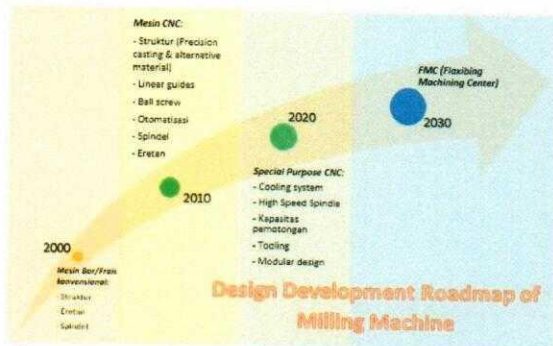 Mesin CNC:
- Struktur (Precision
casting & alternative
material)
- Linear guides
- Ball screw
- Otomatisasi
- Spindel
- Eretan
FMC (Flaxibing
Machining Center)
2000
2010
2020
2030
Mesin Bor/Frais
konvensional:
- Struktur
- Eretan
- Spindel
Special Purpose CNC:
- Cooling system
- High Speed Spindle
- Kapasitas
pemotongan
- Tooling
- Modular design
Design Development Roadmap of
Milling Machine